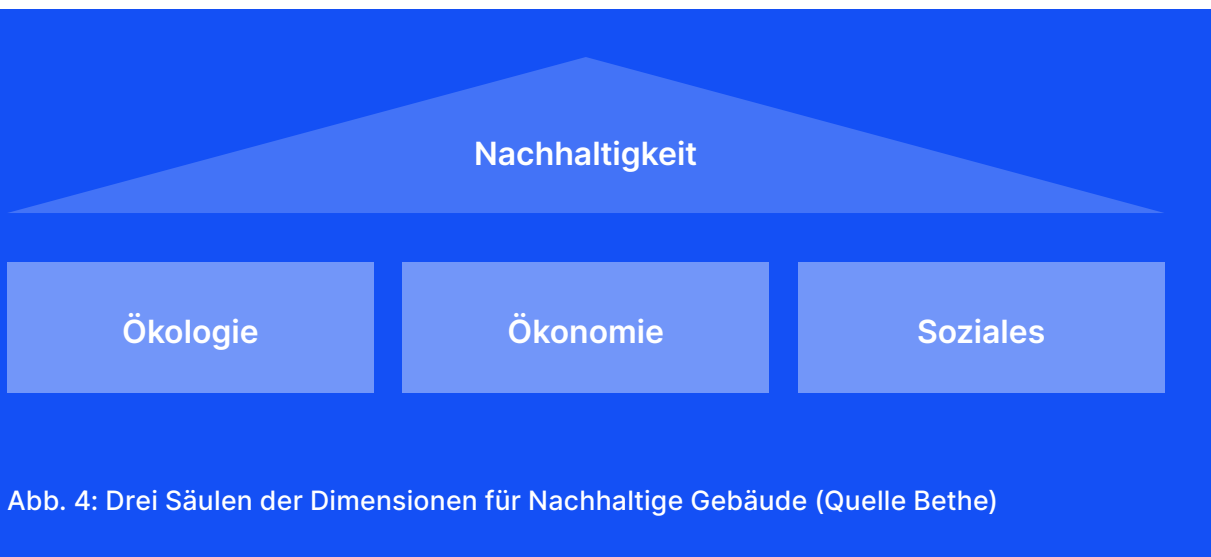 Nachhaltigkeit
Ökologie
Ökonomie
Soziales
Abb. 4: Drei Säulen der Dimensionen für Nachhaltige Gebäude (Quelle Bethe)